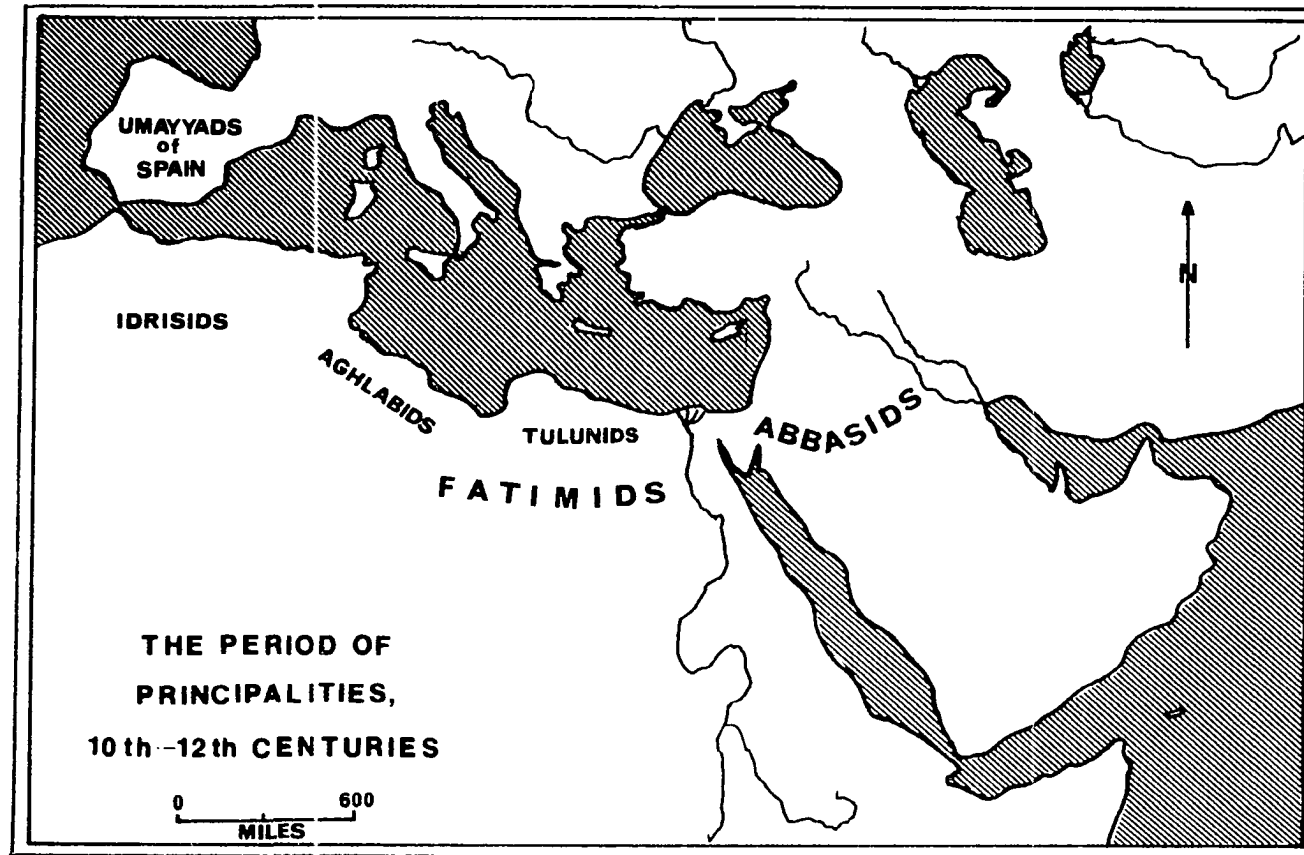 UMAYYADS
of
SPAIN
N
IDRISIDS
AGHLABIDS
TULUNIDS
ABBASIDS
FATIMIDS
THE PERIOD OF
PRINCIPALITIES,
10th-12th CENTURIES
0 600
MILES